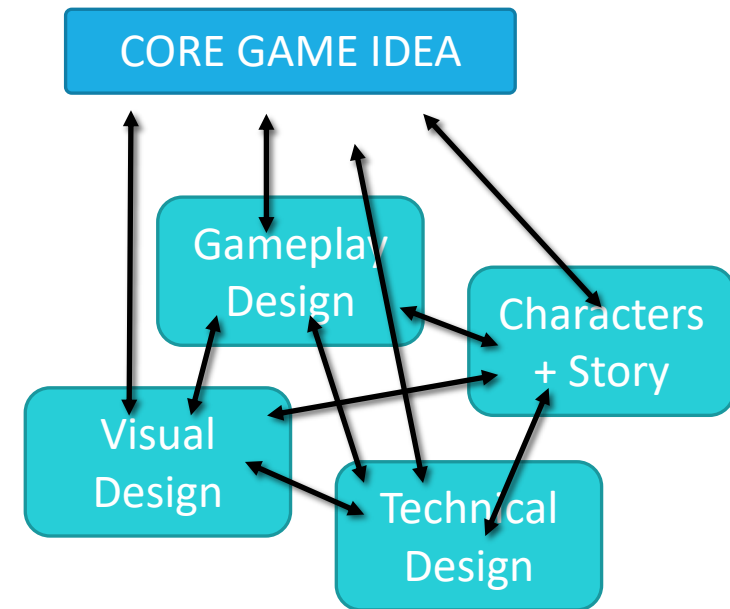 CORE GAME IDEA
Gameplay
Design
Characters
+ Story
Visual
Design
Technical
Design